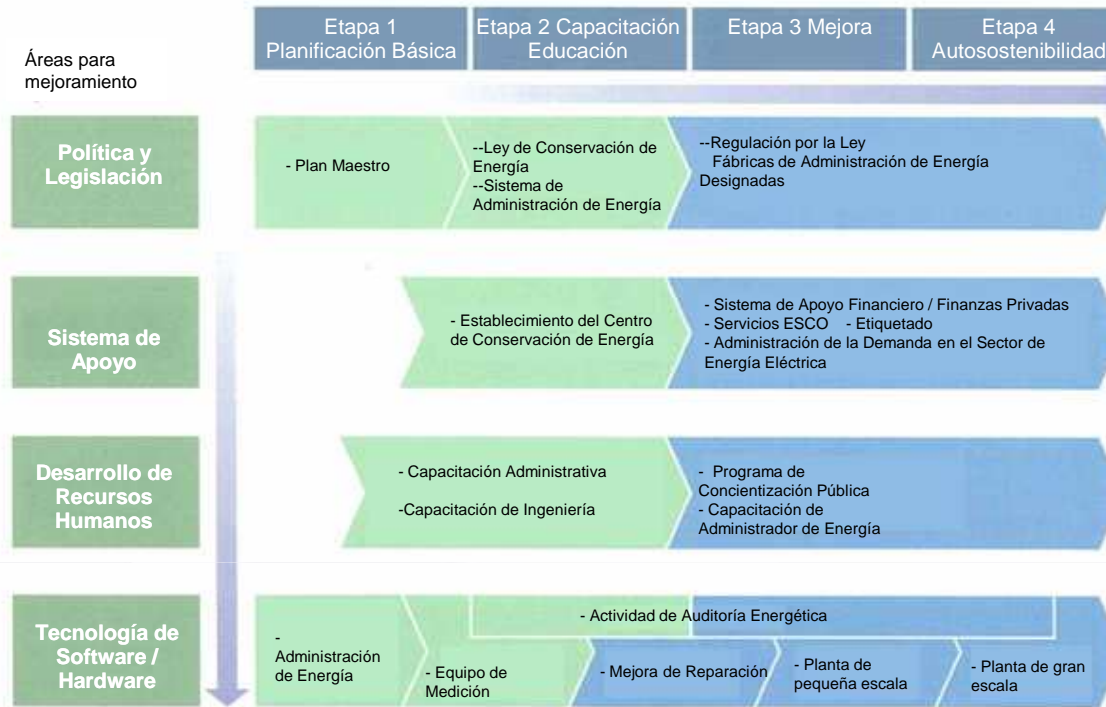 Etapa 1
Planificación Básica
Etapa 2 Capacitación
Educación
Etapa 3 Mejora
Etapa 4
Autosostenibilidad
Áreas para
mejoramiento
Política y
Legislación
- Plan Maestro
--Ley de Conservación de
Energía
--Sistema de
Administración de Energía
--Regulación por la Ley
Fábricas de Administración de Energía
Designadas
Sistema de
Apoyo
- Establecimiento del Centro
de Conservación de Energía
- Sistema de Apoyo Financiero / Finanzas Privadas
- Servicios ESCO - Etiquetado
- Administración de la Demanda en el Sector de
Energía Eléctrica
Desarrollo de
Recursos
Humanos
- Capacitación Administrativa
-Capacitación de Ingeniería
- Programa de
Concientización Pública
- Capacitación de
Administrador de Energía
Tecnología de
Software /
Hardware
- Actividad de Auditoría Energética
-
Administración
de Energía
- Equipo de
Medición
- Mejora de Reparación
- Planta de
pequeña escala
- Planta de gran
escala